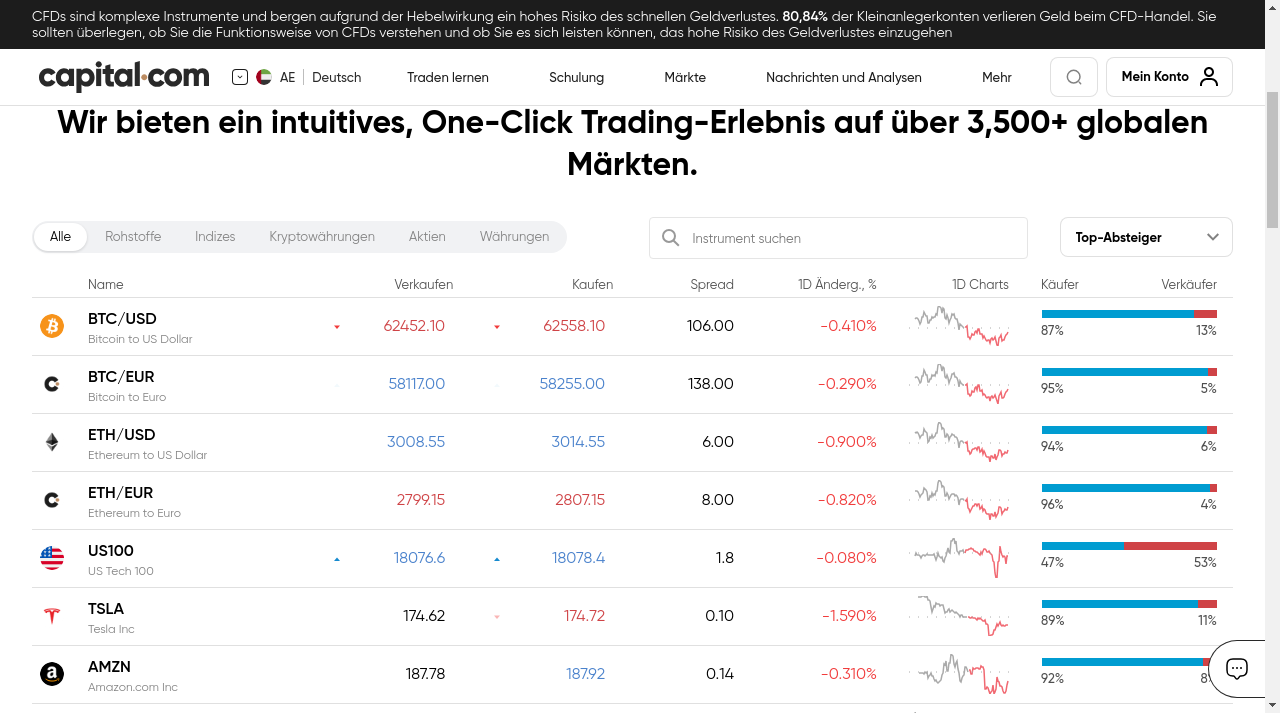 CFDs sind komplexe Instrumente und bergen aufgrund der Hebelwirkung ein hohes Risiko des schnellen Geldverlustes. 80,84% der Kleinanlegerkonten verlieren Geld beim CFD-Handel. Sie
sollten überlegen, ob Sie die Funktionsweise von CFDs verstehen und ob Sie es sich leisten können, das hohe Risiko des Geldverlustes einzugehen
capital.com AE Deutsch Traden lernen Schulung Märkte Nachrichten und Analysen Mehr Mein Konto
Wir bieten ein intuitives, One-Click Trading-Erlebnis auf über 3,500+ globalen
Märkten.
Alle Rohstoffe Indizes Kryptowährungen Aktien Währungen Instrument suchen Top-Absteiger
Name Verkaufen Kaufen Spread 1D Änderg., % 1D Charts Käufer Verkäufer
BTC/USD 62452.10 62558.10 106.00 -0.410% 87% 13%
Bitcoin to US Dollar
BTC/EUR 58117.00 58255.00 138.00 -0.290% 95% 5%
Bitcoin to Euro
ETH/USD 3008.55 3014.55 6.00 -0.900% 94% 6%
Ethereum to US Dollar
ETH/EUR 2799.15 2807.15 8.00 -0.820% 96% 4%
Ethereum to Euro
US100 18076.6 18078.4 1.8 -0.080% 47% 53%
US Tech 100
TSLA 174.62 174.72 0.10 -1.590% 89% 11%
Tesla Inc
AMZN 187.78 187.92 0.14 -0.310% 92%
Amazon.com Inc